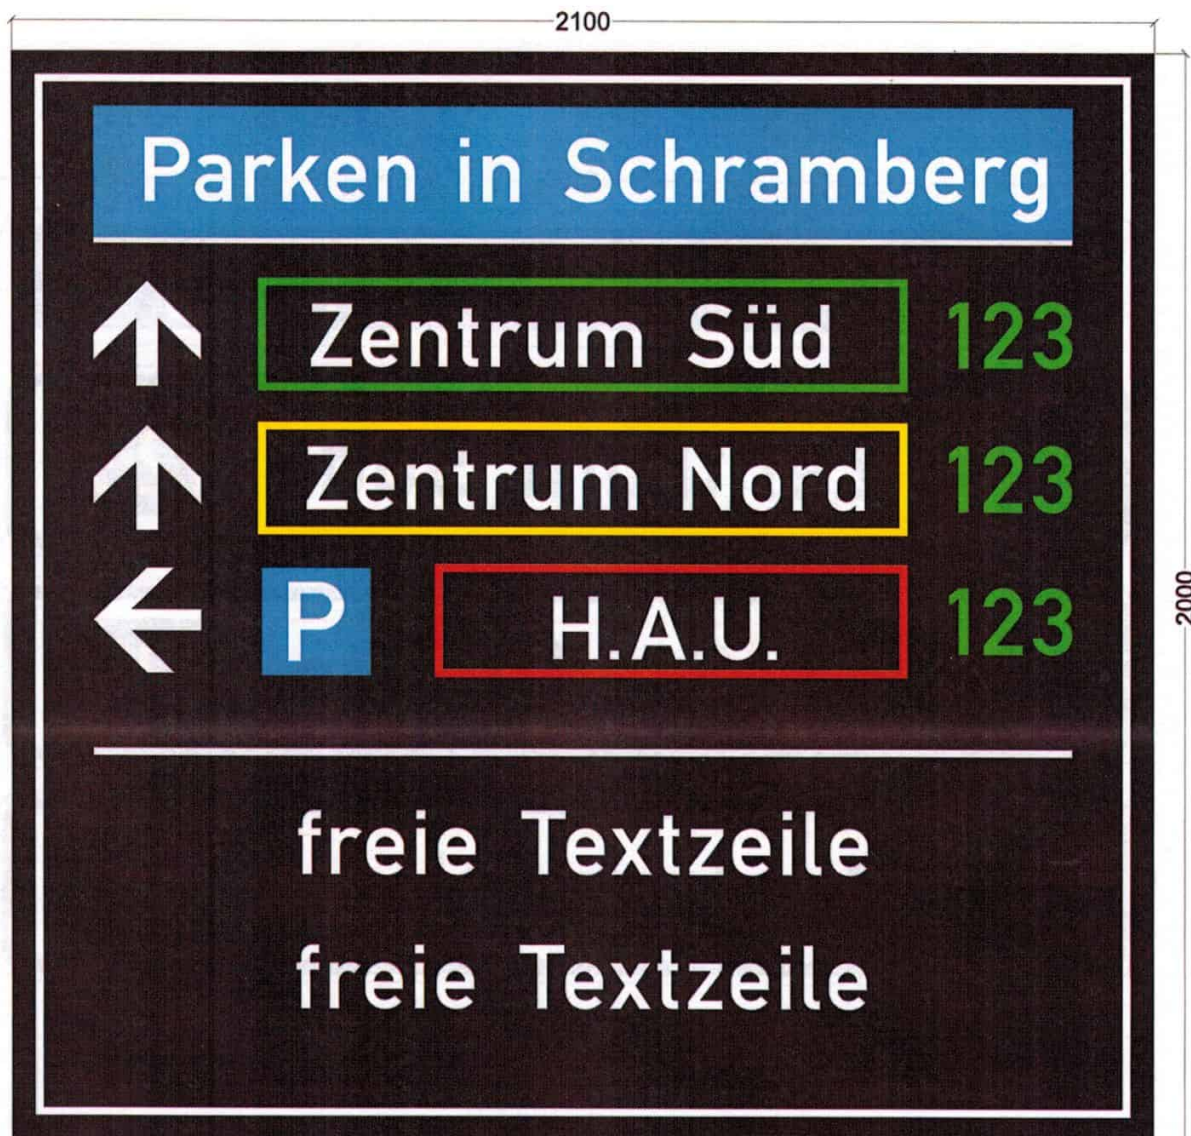 2100
Parken in Schramberg
Zentrum Süd 123
Zentrum Nord 123
P H.A.U. 123
2000
freie Textzeile
freie Textzeile